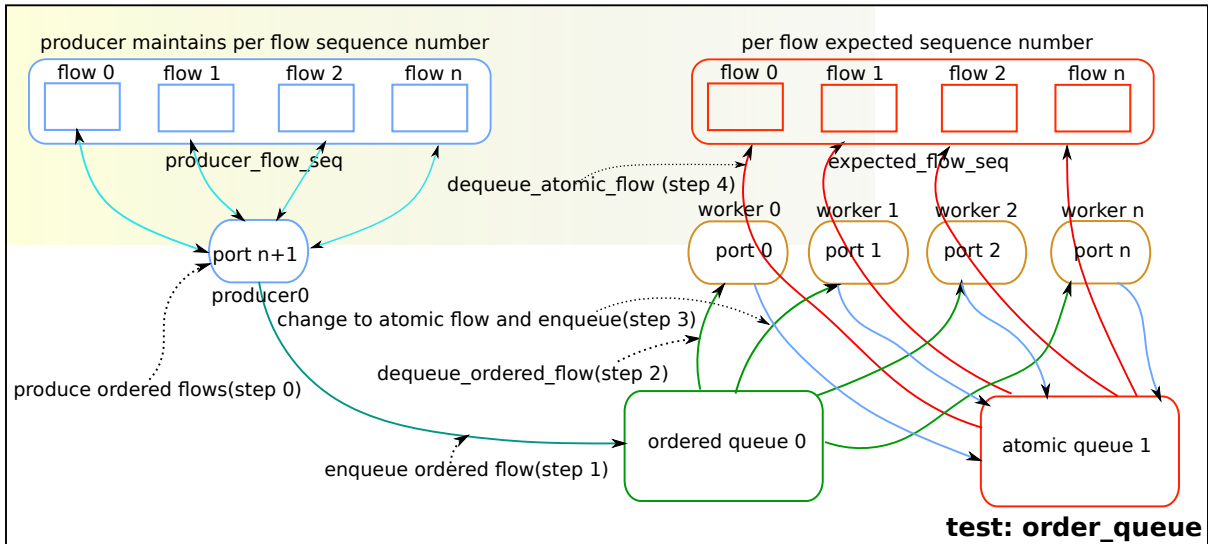 producer maintains per flow sequence number
flow 0
flow 1
flow 2
flow n
producer_flow_seq
per flow expected sequence number
flow 0
flow 1
flow 2
flow n
expected_flow_seq
dequeue_atomic_flow (step 4)
worker 0
worker 1
worker 2
worker n
port 0
port 1
port 2
port n
port n+1
producer0
change to atomic flow and enqueue(step 3)
dequeue_ordered_flow(step 2)
produce ordered flows(step 0)
enqueue ordered flow(step 1)
ordered queue 0
atomic queue 1
test: order_queue